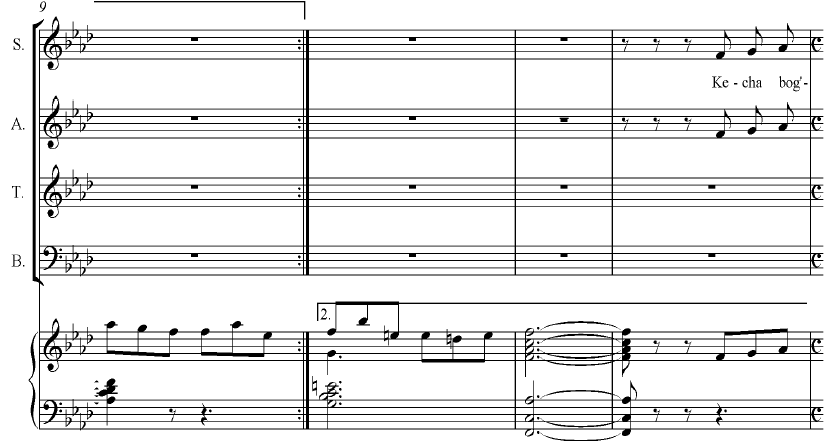 9
S.
Ke - cha bog'-
A.
T.
B.
2.